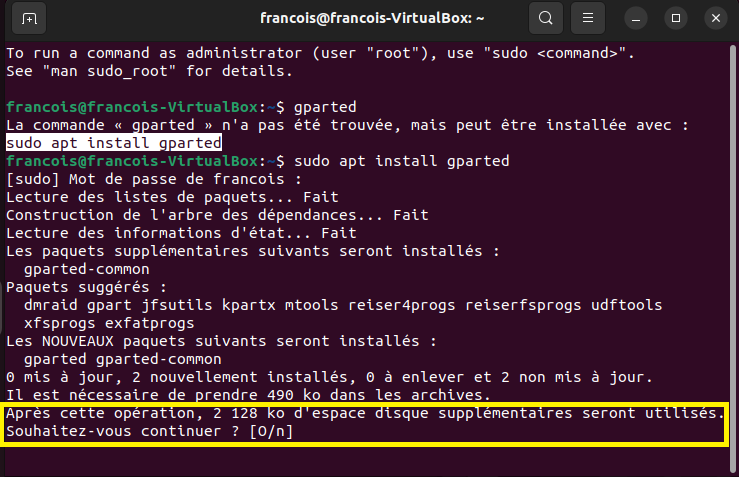 francois@francois-VirtualBox: ~
To run a command as administrator (user "root"), use "sudo <command>".
See "man sudo_root" for details.
francois@francois-VirtualBox:~$ gparted
La commande « gparted » n'a pas été trouvée, mais peut être installée avec :
sudo apt install gparted
francois@francois-VirtualBox:~$ sudo apt install gparted
[sudo] Mot de passe de francois :
Lecture des listes de paquets... Fait
Construction de l'arbre des dépendances... Fait
Lecture des informations d'état... Fait
Les paquets supplémentaires suivants seront installés :
  gparted-common
Paquets suggérés :
  dmraid gpart jfsutils kpartx mtools reiser4progs reiserfsprogs udftools
  xfsprogs exfatprogs
Les NOUVEAUX paquets suivants seront installés :
  gparted gparted-common
0 mis à jour, 2 nouvellement installés, 0 à enlever et 2 non mis à jour.
Il est nécessaire de prendre 490 ko dans les archives.
Après cette opération, 2 128 ko d'espace disque supplémentaires seront utilisés.
Souhaitez-vous continuer ? [O/n]